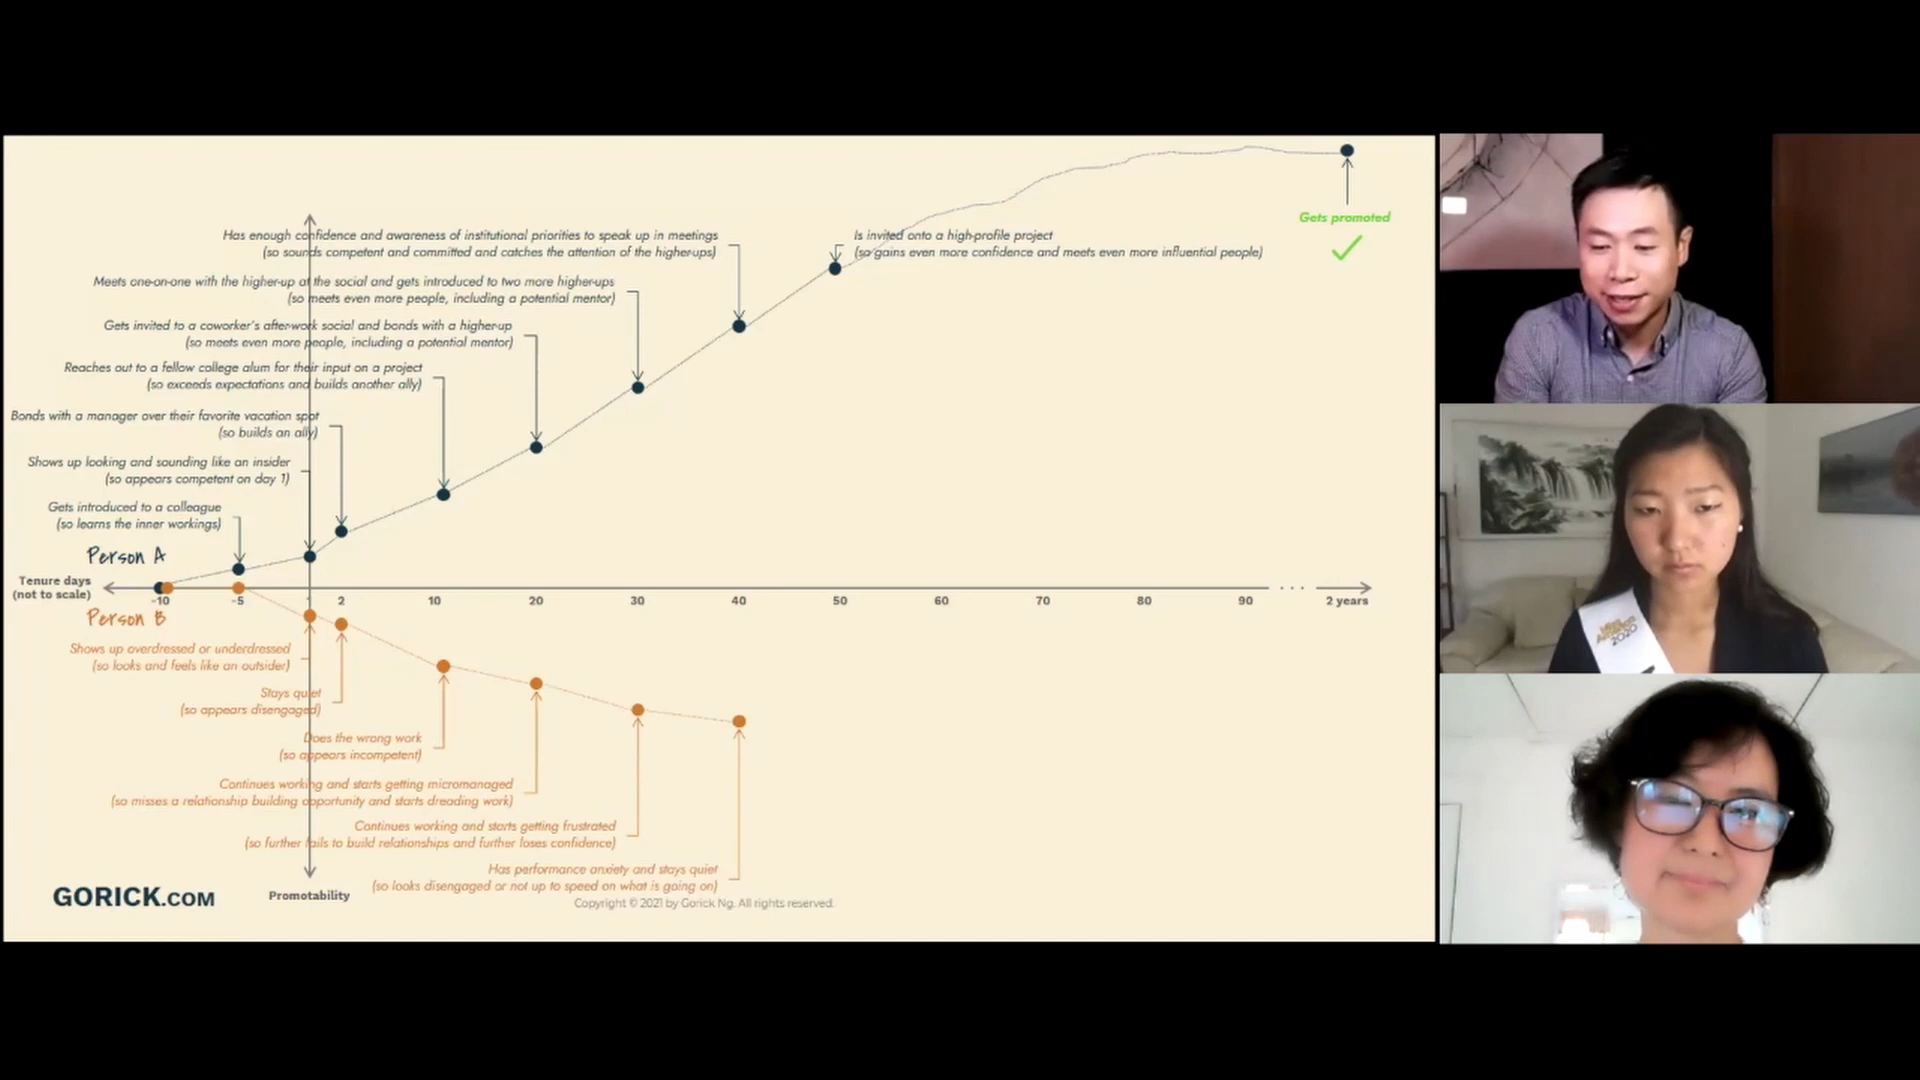 Gets promoted
Has enough confidence and awareness of institutional priorities to speak up in meetings
(so sounds competent and committed and catches the attention of the higher-ups)
Is invited onto a high-profile project
(so gains even more confidence and meets even more influential people)
Meets one-on-one with the higher-up at the social and gets introduced to two more higher-ups
(so meets even more people, including a potential mentor)
Gets invited to a coworker's after-work social and bonds with a higher-up
(so meets even more people, including a potential mentor)
Reaches out to a fellow college alum for their input on a project
(so exceeds expectations and builds another ally)
Bonds with a manager over their favorite vacation spot
(so builds an ally)
Shows up looking and sounding like an insider
(so appears competent on day 1)
Gets introduced to a colleague
(so learns the inner workings)
Person A
Tenure days
(not to scale)
-10 -5 2 10 20 30 40 50 60 70 80 90 2 years
Person B
Shows up overdressed or underdressed
(so looks and feels like an outsider)
Stays quiet
(so appears disengaged)
Does the wrong work
(so appears incompetent)
Continues working and starts getting micromanaged
(so misses a relationship building opportunity and starts dreading work)
Continues working and starts getting frustrated
(so further fails to build relationships and further loses confidence)
Has performance anxiety and stays quiet
(so looks disengaged or not up to speed on what is going on)
GORICK.COM
Promotability
Copyright © 2021 by Gorick Ng. All rights reserved.
Miss
America
2020